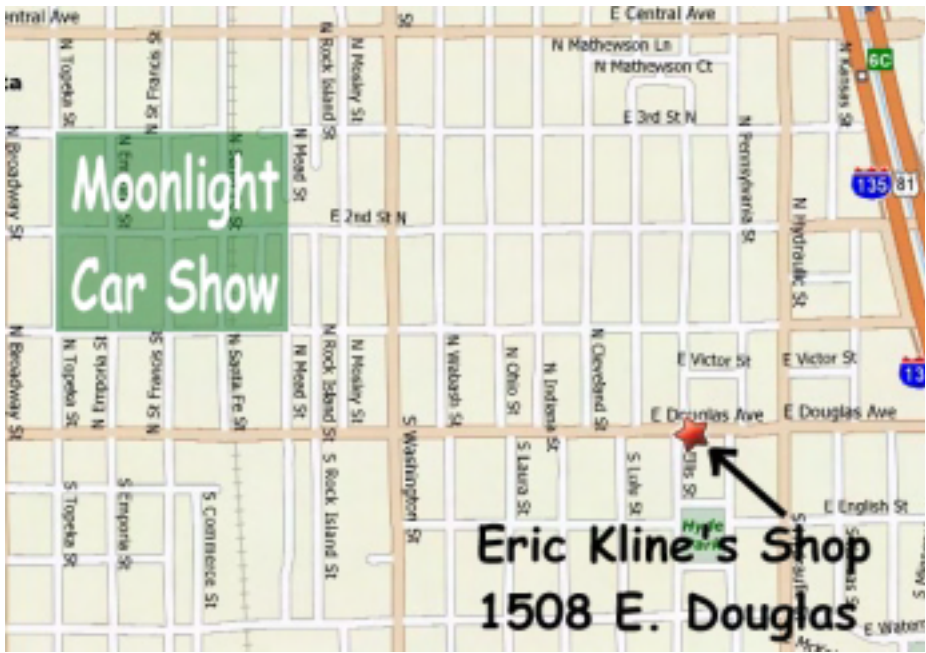 entral Ave
St
E Central Ave
N Topeka St
St Francis St
N Rock Island St
N Mosley St
N Mathewson Ln
N Mathewson Ct
N Kansas St
6C
N Broadway St
N
N Mead St
E 3rd St N
N Pennsylvania St
135
81
Moonlight
E 2nd St N
N Hydraulic St
Car Show
N Broadway St
N Topeka St
N Emporia St
N St Francis St
N Santa Fe St
N Mead St
N Rock Island St
N Mosley St
N Wabash St
N Ohio St
N Indiana St
N Cleveland St
E Victor St
E Victor St
13
E Douglas Ave
E Douglas Ave
S Topeka St
S Emporia St
S Commerce St
S Rock Island St
S Washington St
S Laura St
S Lulu St
Ellis St
E English St
Hyde
Eric Kline's Shop
1508 E. Douglas
E Water